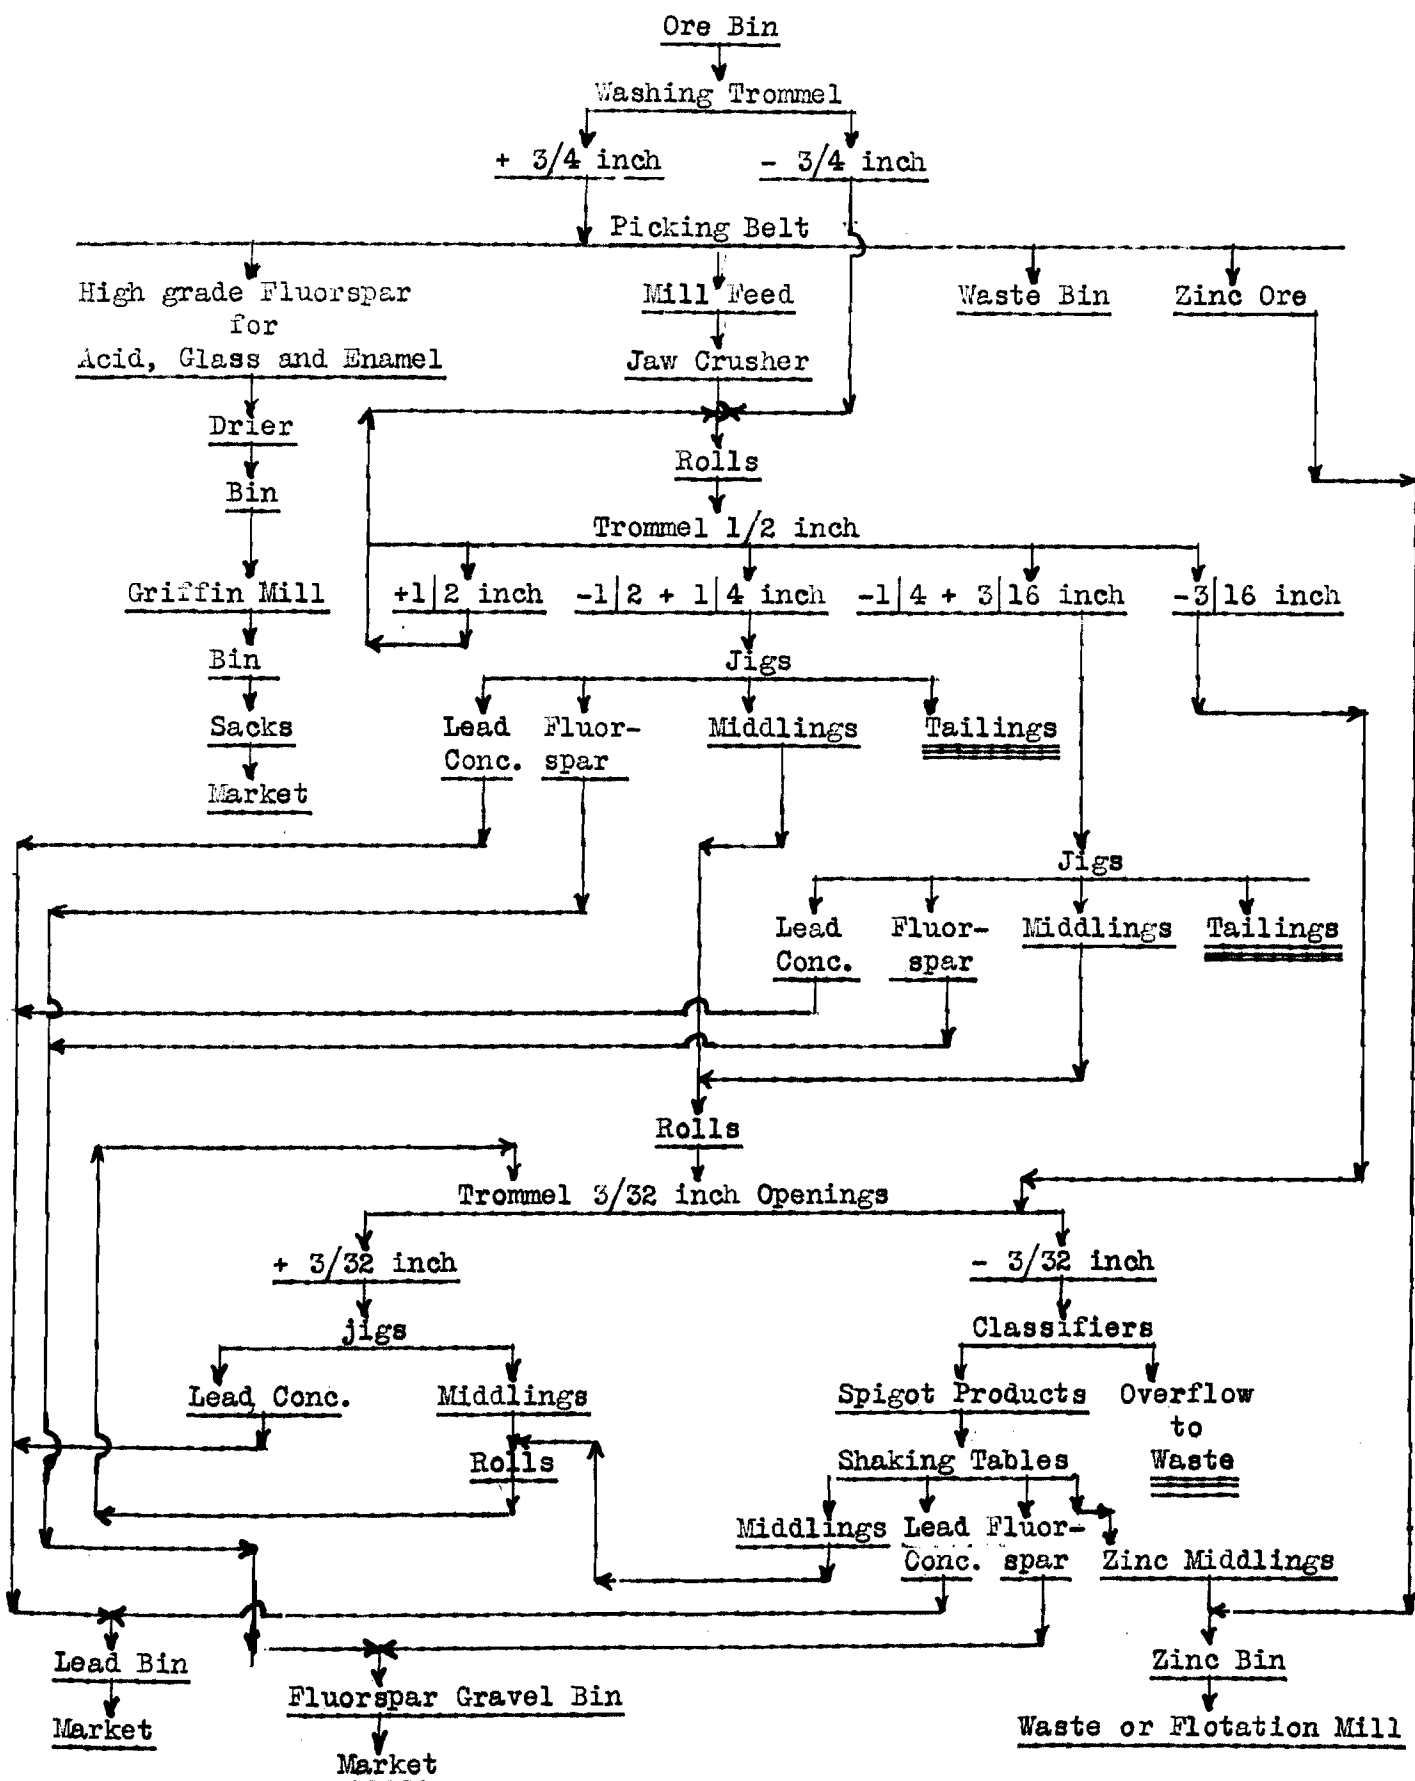 Ore Bin
Washing Trommel
+ 3/4 inch
- 3/4 inch
Picking Belt
High grade Fluorspar
for
Acid, Glass and Enamel
Mill Feed
Waste Bin
Zinc Ore
Jaw Crusher
Drier
Rolls
Bin
Trommel 1/2 inch
Griffin Mill
+1/2 inch
-1/2 + 1/4 inch
-1/4 + 3/16 inch
-3/16 inch
Bin
Jigs
Sacks
Lead
Conc.
Fluor-
spar
Middlings
Tailings
Market
Jigs
Lead
Conc.
Fluor-
spar
Middlings
Tailings
Rolls
Trommel 3/32 inch Openings
+ 3/32 inch
- 3/32 inch
jigs
Classifiers
Lead Conc.
Middlings
Spigot Products
Overflow
to
Waste
Rolls
Shaking Tables
Middlings
Lead
Conc.
Fluor-
spar
Zinc Middlings
Lead Bin
Zinc Bin
Fluorspar Gravel Bin
Market
Waste or Flotation Mill
Market